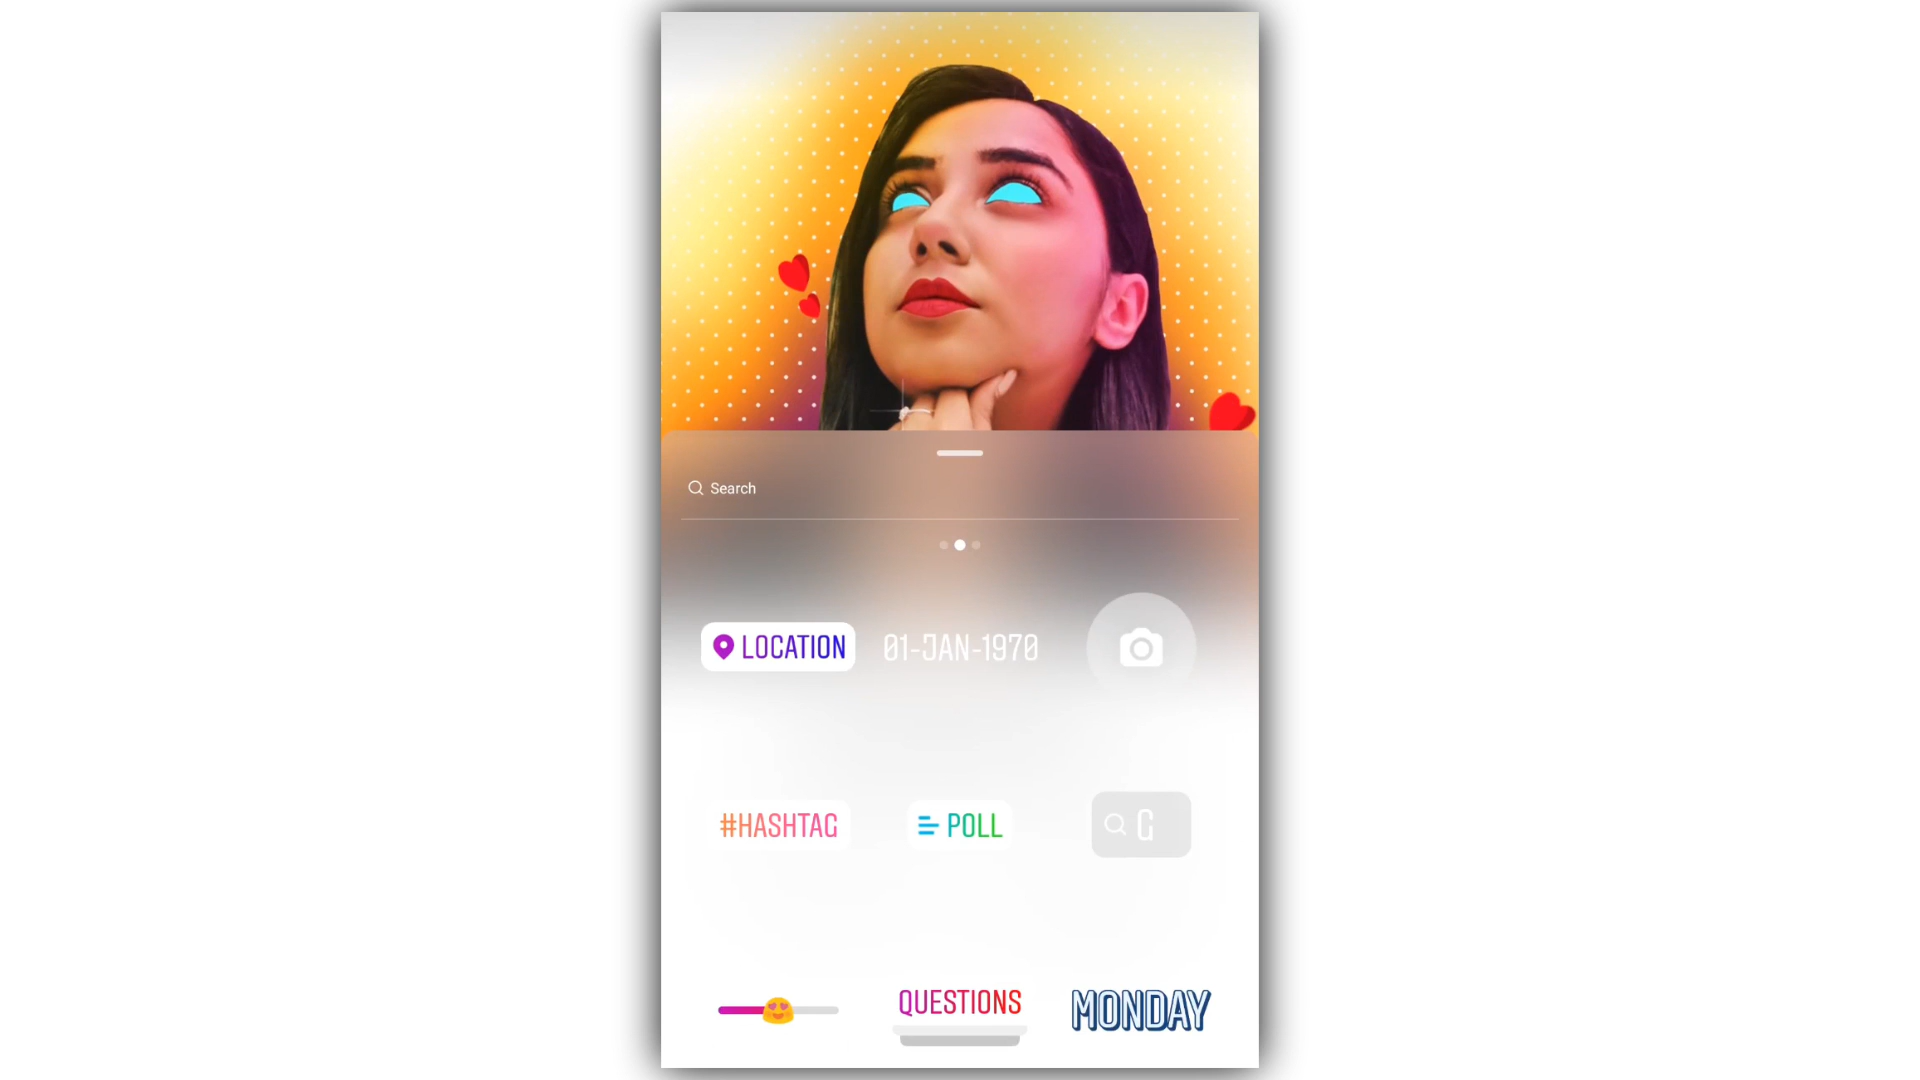 Search
LOCATION 01-JAN-1970
#HASHTAG POLL G
QUESTIONS MONDAY